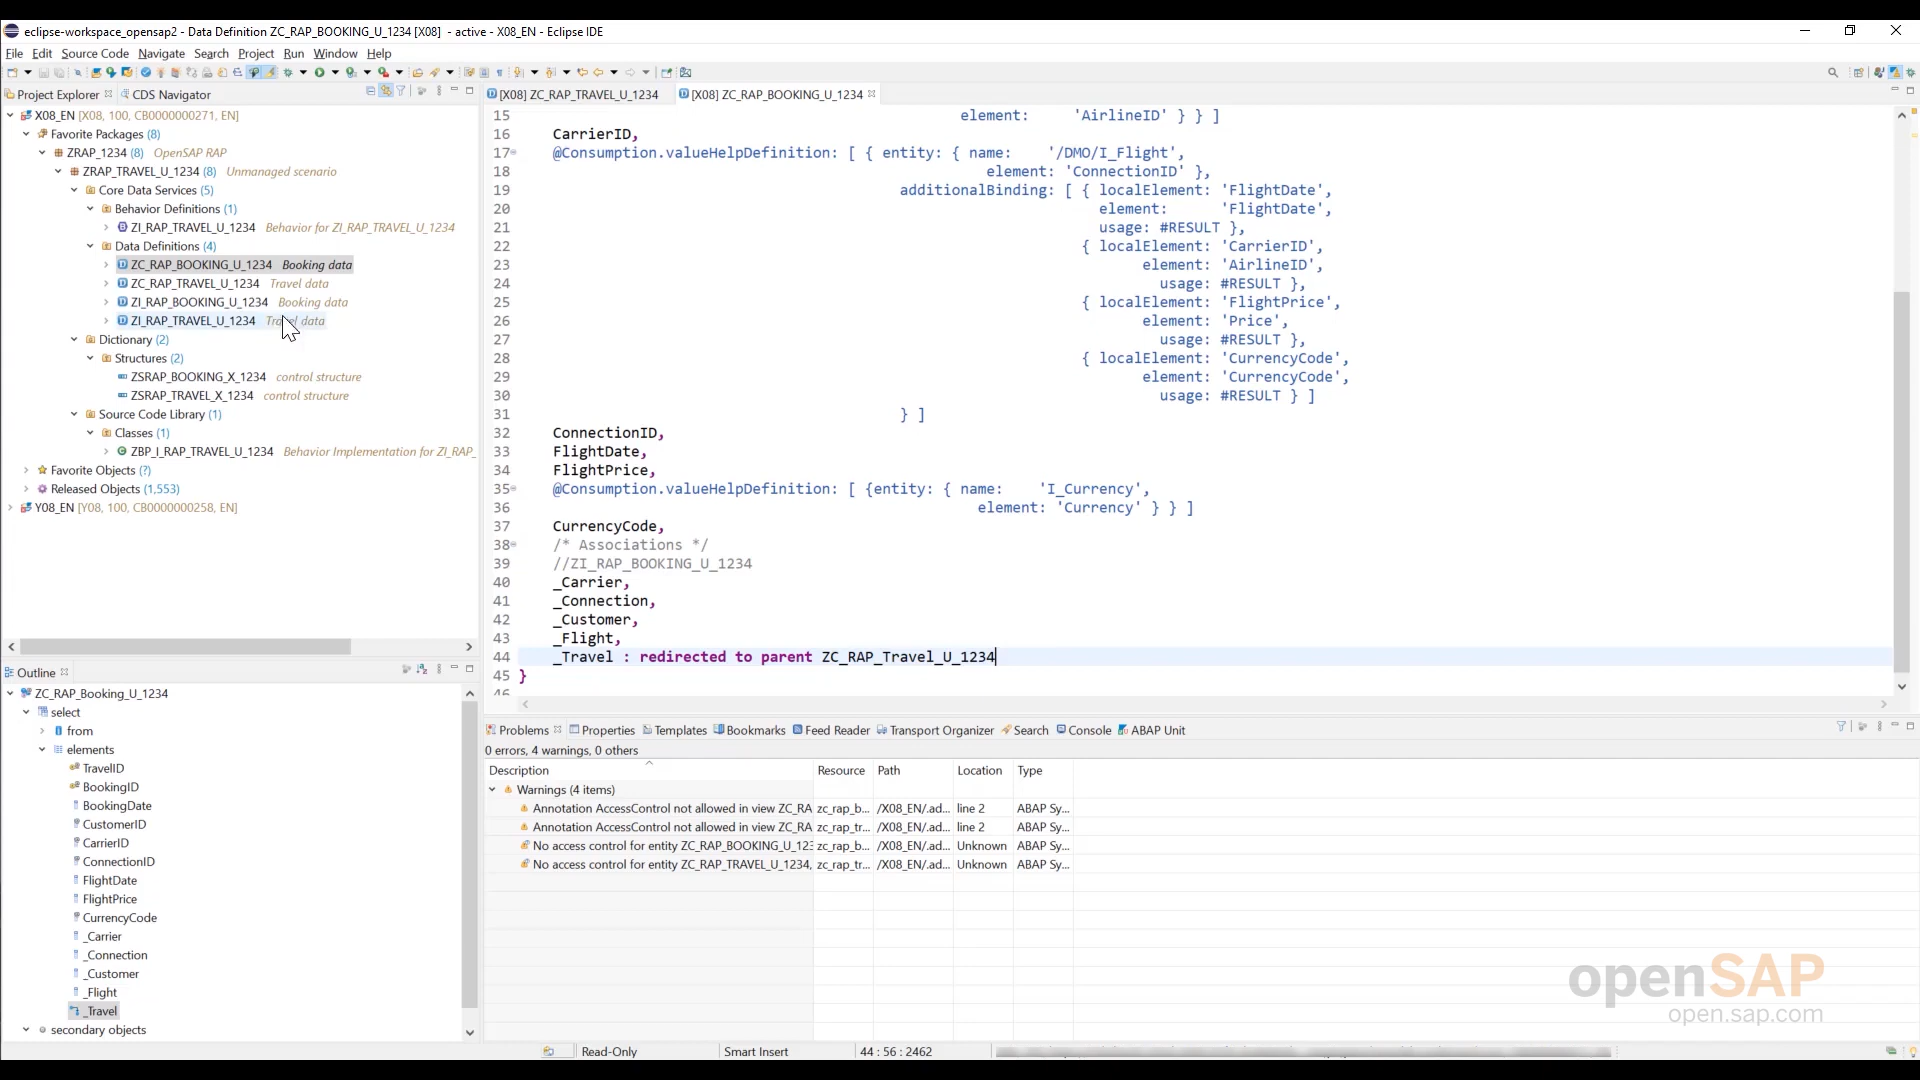 eclipse-workspace_opensap2 - Data Definition ZC_RAP_BOOKING_U_1234 [X08]  - active - X08_EN - Eclipse IDE
File Edit Source Code Navigate Search Project Run Window Help
Project Explorer CDS Navigator
X08_EN [X08, 100, CB0000000271, EN]
Favorite Packages (8)
ZRAP_1234 (8) OpenSAP RAP
ZRAP_TRAVEL_U_1234 (8) Unmanaged scenario
Core Data Services (5)
Behavior Definitions (1)
ZI_RAP_TRAVEL_U_1234 Behavior for ZI_RAP_TRAVEL_U_1234
Data Definitions (4)
ZC_RAP_BOOKING_U_1234 Booking data
ZC_RAP_TRAVEL_U_1234 Travel data
ZI_RAP_BOOKING_U_1234 Booking data
ZI_RAP_TRAVEL_U_1234 Travel data
Dictionary (2)
Structures (2)
ZSRAP_BOOKING_X_1234 control structure
ZSRAP_TRAVEL_X_1234 control structure
Source Code Library (1)
Classes (1)
ZBP_I_RAP_TRAVEL_U_1234 Behavior Implementation for ZI_RAP_
Favorite Objects (?)
Released Objects (1,553)
Y08_EN [Y08, 100, CB0000000258, EN]
Outline
ZC_RAP_Booking_U_1234
select
from
elements
TravelID
BookingID
BookingDate
CustomerID
CarrierID
ConnectionID
FlightDate
FlightPrice
CurrencyCode
_Carrier
_Connection
_Customer
_Flight
_Travel
secondary objects
[X08] ZC_RAP_TRAVEL_U_1234 [X08] ZC_RAP_BOOKING_U_1234
15 element: 'AirlineID' } } ]
16 CarrierID,
17 @Consumption.valueHelpDefinition: [ { entity: { name: '/DMO/I_Flight',
18 element: 'ConnectionID' },
19 additionalBinding: [ { localElement: 'FlightDate',
20 element: 'FlightDate',
21 usage: #RESULT },
22 { localElement: 'CarrierID',
23 element: 'AirlineID',
24 usage: #RESULT },
25 { localElement: 'FlightPrice',
26 element: 'Price',
27 usage: #RESULT },
28 { localElement: 'CurrencyCode',
29 element: 'CurrencyCode',
30 usage: #RESULT } ]
31 } ]
32 ConnectionID,
33 FlightDate,
34 FlightPrice,
35 @Consumption.valueHelpDefinition: [ {entity: { name: 'I_Currency',
36 element: 'Currency' } } ]
37 CurrencyCode,
38 /* Associations */
39 //ZI_RAP_BOOKING_U_1234
40 _Carrier,
41 _Connection,
42 _Customer,
43 _Flight,
44 _Travel : redirected to parent ZC_RAP_Travel_U_1234
45 }
46
Problems Properties Templates Bookmarks Feed Reader Transport Organizer Search Console ABAP Unit
0 errors, 4 warnings, 0 others
Description Resource Path Location Type
Warnings (4 items)
Annotation AccessControl not allowed in view ZC_RA zc_rap_b... /X08_EN/.ad... line 2 ABAP Sy...
Annotation AccessControl not allowed in view ZC_RA zc_rap_tr... /X08_EN/.ad... line 2 ABAP Sy...
No access control for entity ZC_RAP_BOOKING_U_123 zc_rap_b... /X08_EN/.ad... Unknown ABAP Sy...
No access control for entity ZC_RAP_TRAVEL_U_1234, zc_rap_tr... /X08_EN/.ad... Unknown ABAP Sy...
openSAP
open.sap.com
Read-Only Smart Insert 44 : 56 : 2462